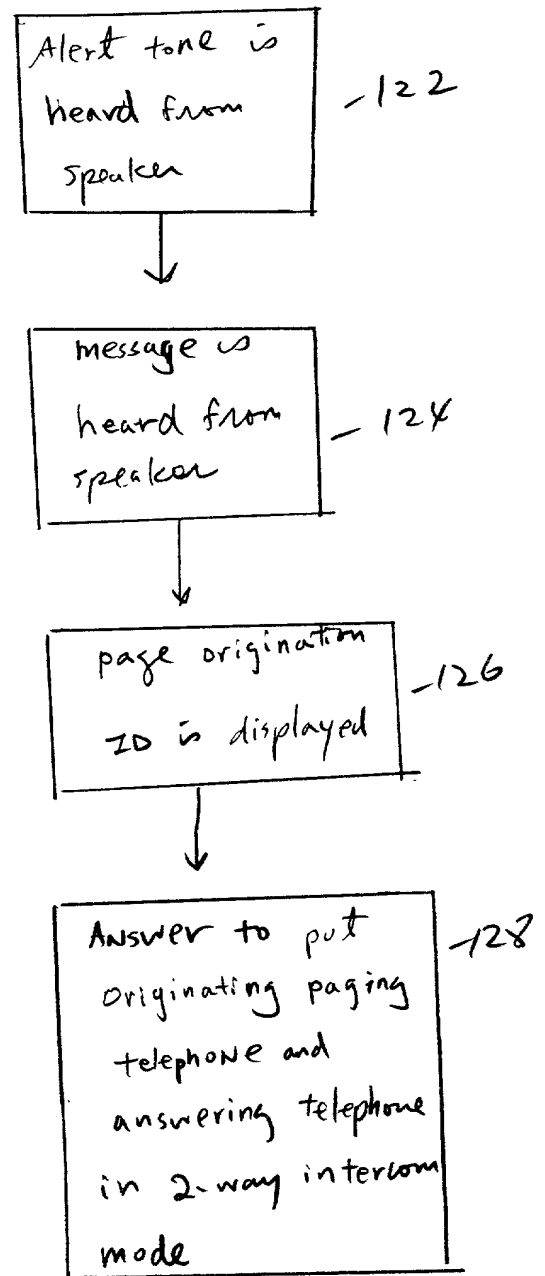 Alert tone is
heard from
speaker
122
message is
heard from
speaker
124
page origination
ID is displayed
126
Answer to put
originating paging
telephone and
answering telephone
in 2-way intercom
mode
128